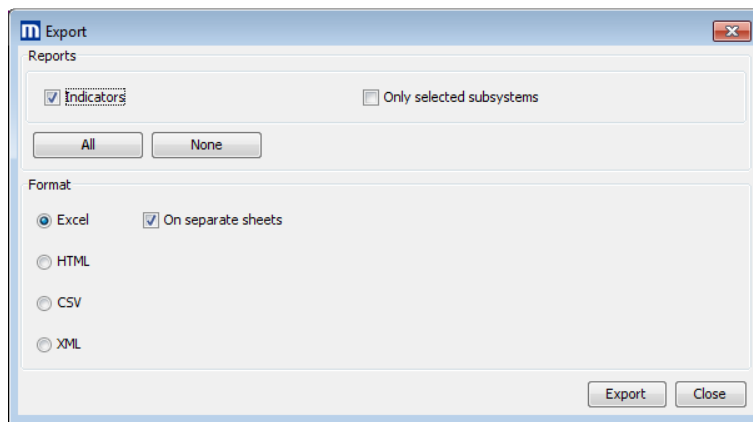 Export
Reports
Indicators Only selected subsystems
All None
Format
Excel On separate sheets
HTML
CSV
XML
Export Close